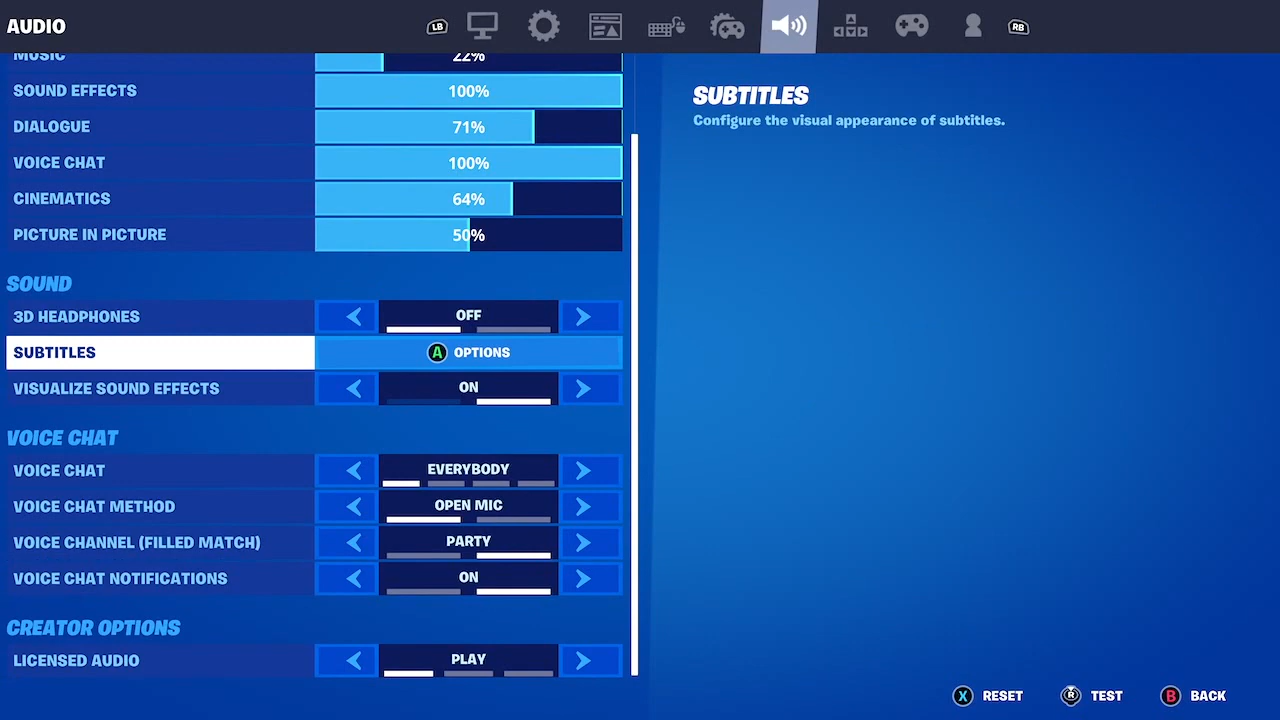 AUDIO
LB
RB
MUSIC 22%
SOUND EFFECTS 100%
DIALOGUE 71%
VOICE CHAT 100%
CINEMATICS 64%
PICTURE IN PICTURE 50%
SOUND
3D HEADPHONES OFF
SUBTITLES A OPTIONS
VISUALIZE SOUND EFFECTS ON
VOICE CHAT
VOICE CHAT EVERYBODY
VOICE CHAT METHOD OPEN MIC
VOICE CHANNEL (FILLED MATCH) PARTY
VOICE CHAT NOTIFICATIONS ON
CREATOR OPTIONS
LICENSED AUDIO PLAY
SUBTITLES
Configure the visual appearance of subtitles.
X RESET R TEST B BACK